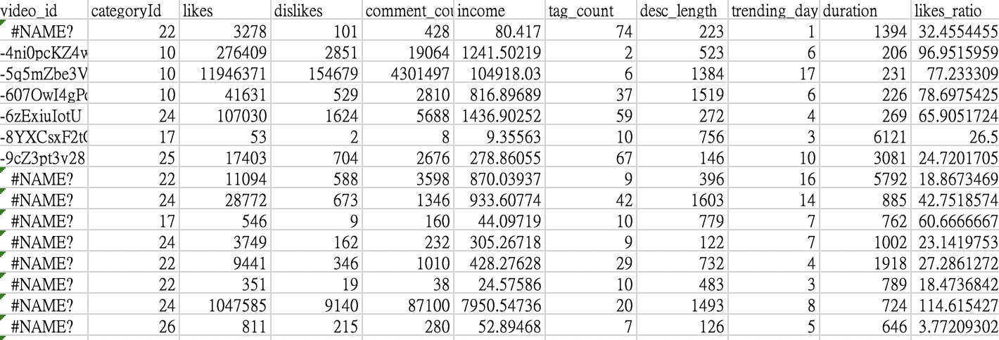 video_id categoryId likes dislikes comment_cou income tag_count desc_length trending_day duration likes_ratio
#NAME? 22 3278 101 428 80.417 74 223 1 1394 32.4554455
-4ni0pcKZ4w 10 276409 2851 19064 1241.50219 2 523 6 206 96.9515959
-5q5mZbe3V 10 11946371 154679 4301497 104918.03 6 1384 17 231 77.233309
-607OwI4gP 10 41631 529 2810 816.89689 37 1519 6 226 78.6975425
-6zExiuIotU 24 107030 1624 5688 1436.90252 59 272 4 269 65.9051724
-8YXCsxF2t 17 53 2 8 9.35563 10 756 3 6121 26.5
-9cZ3pt3v28 25 17403 704 2676 278.86055 67 146 10 3081 24.7201705
#NAME? 22 11094 588 3598 870.03937 9 396 16 5792 18.8673469
#NAME? 24 28772 673 1346 933.60774 42 1603 14 885 42.7518574
#NAME? 17 546 9 160 44.09719 10 779 7 762 60.6666667
#NAME? 24 3749 162 232 305.26718 9 122 7 1002 23.1419753
#NAME? 22 9441 346 1010 428.27628 29 732 4 1918 27.2861272
#NAME? 22 351 19 38 24.57586 10 483 3 789 18.4736842
#NAME? 24 1047585 9140 87100 7950.54736 20 1493 8 724 114.615427
#NAME? 26 811 215 280 52.89468 7 126 5 646 3.77209302